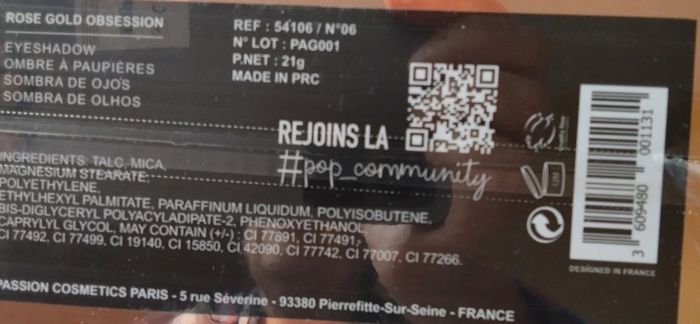 ROSE GOLD OBSESSION
EYESHADOW
OMBRE À PAUPIÈRES
SOMBRA DE OJOS
SOMBRA DE OLHOS
REF : 54106 / N°06
N° LOT : PAG001
P.NET : 21g
MADE IN PRC
REJOINS LA
#pop_community
INGREDIENTS: TALC, MICA,
MAGNESIUM STEARATE,
POLYETHYLENE,
ETHYLHEXYL PALMITATE, PARAFFINUM LIQUIDUM, POLYISOBUTENE,
BIS-DIGLYCERYL POLYACYLADIPATE-2, PHENOXYETHANOL,
CAPRYLYL GLYCOL, MAY CONTAIN (+/-) : CI 77891, CI 77491,
CI 77492, CI 77499, CI 19140, CI 15850, CI 42090, CI 77742, CI 77007, CI 77266.
PASSION COSMETICS PARIS - 5 rue Séverine - 93380 Pierrefitte-Sur-Seine - FRANCE
3 609480 001131
DESIGNED IN FRANCE